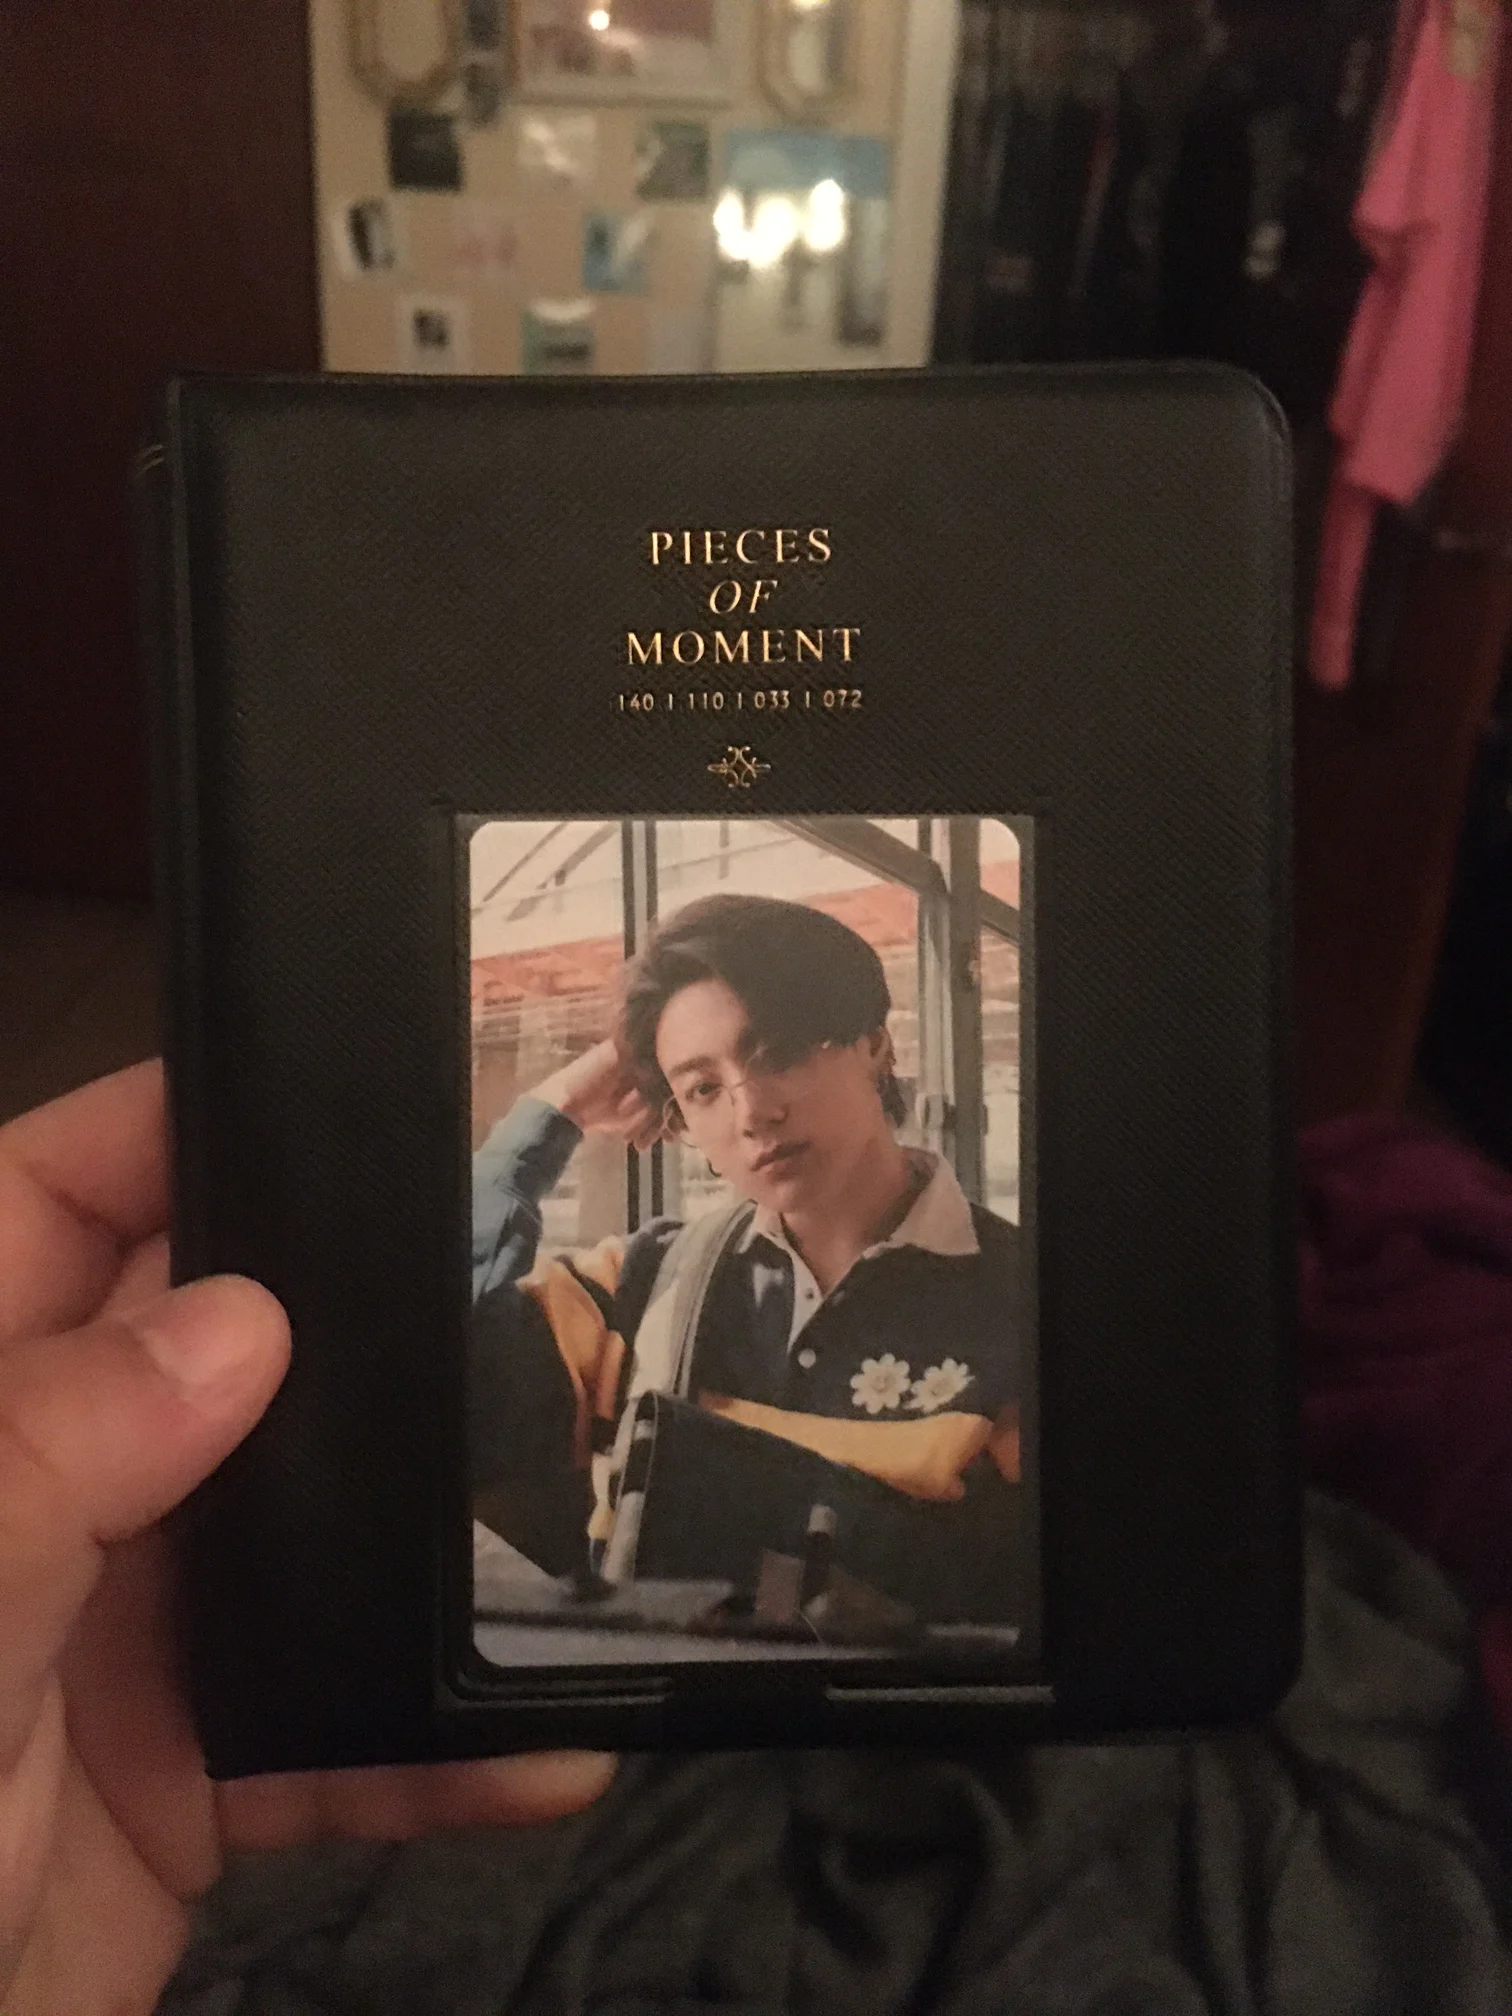 PIECES
OF
MOMENT
140 | 110 | 033 | 072